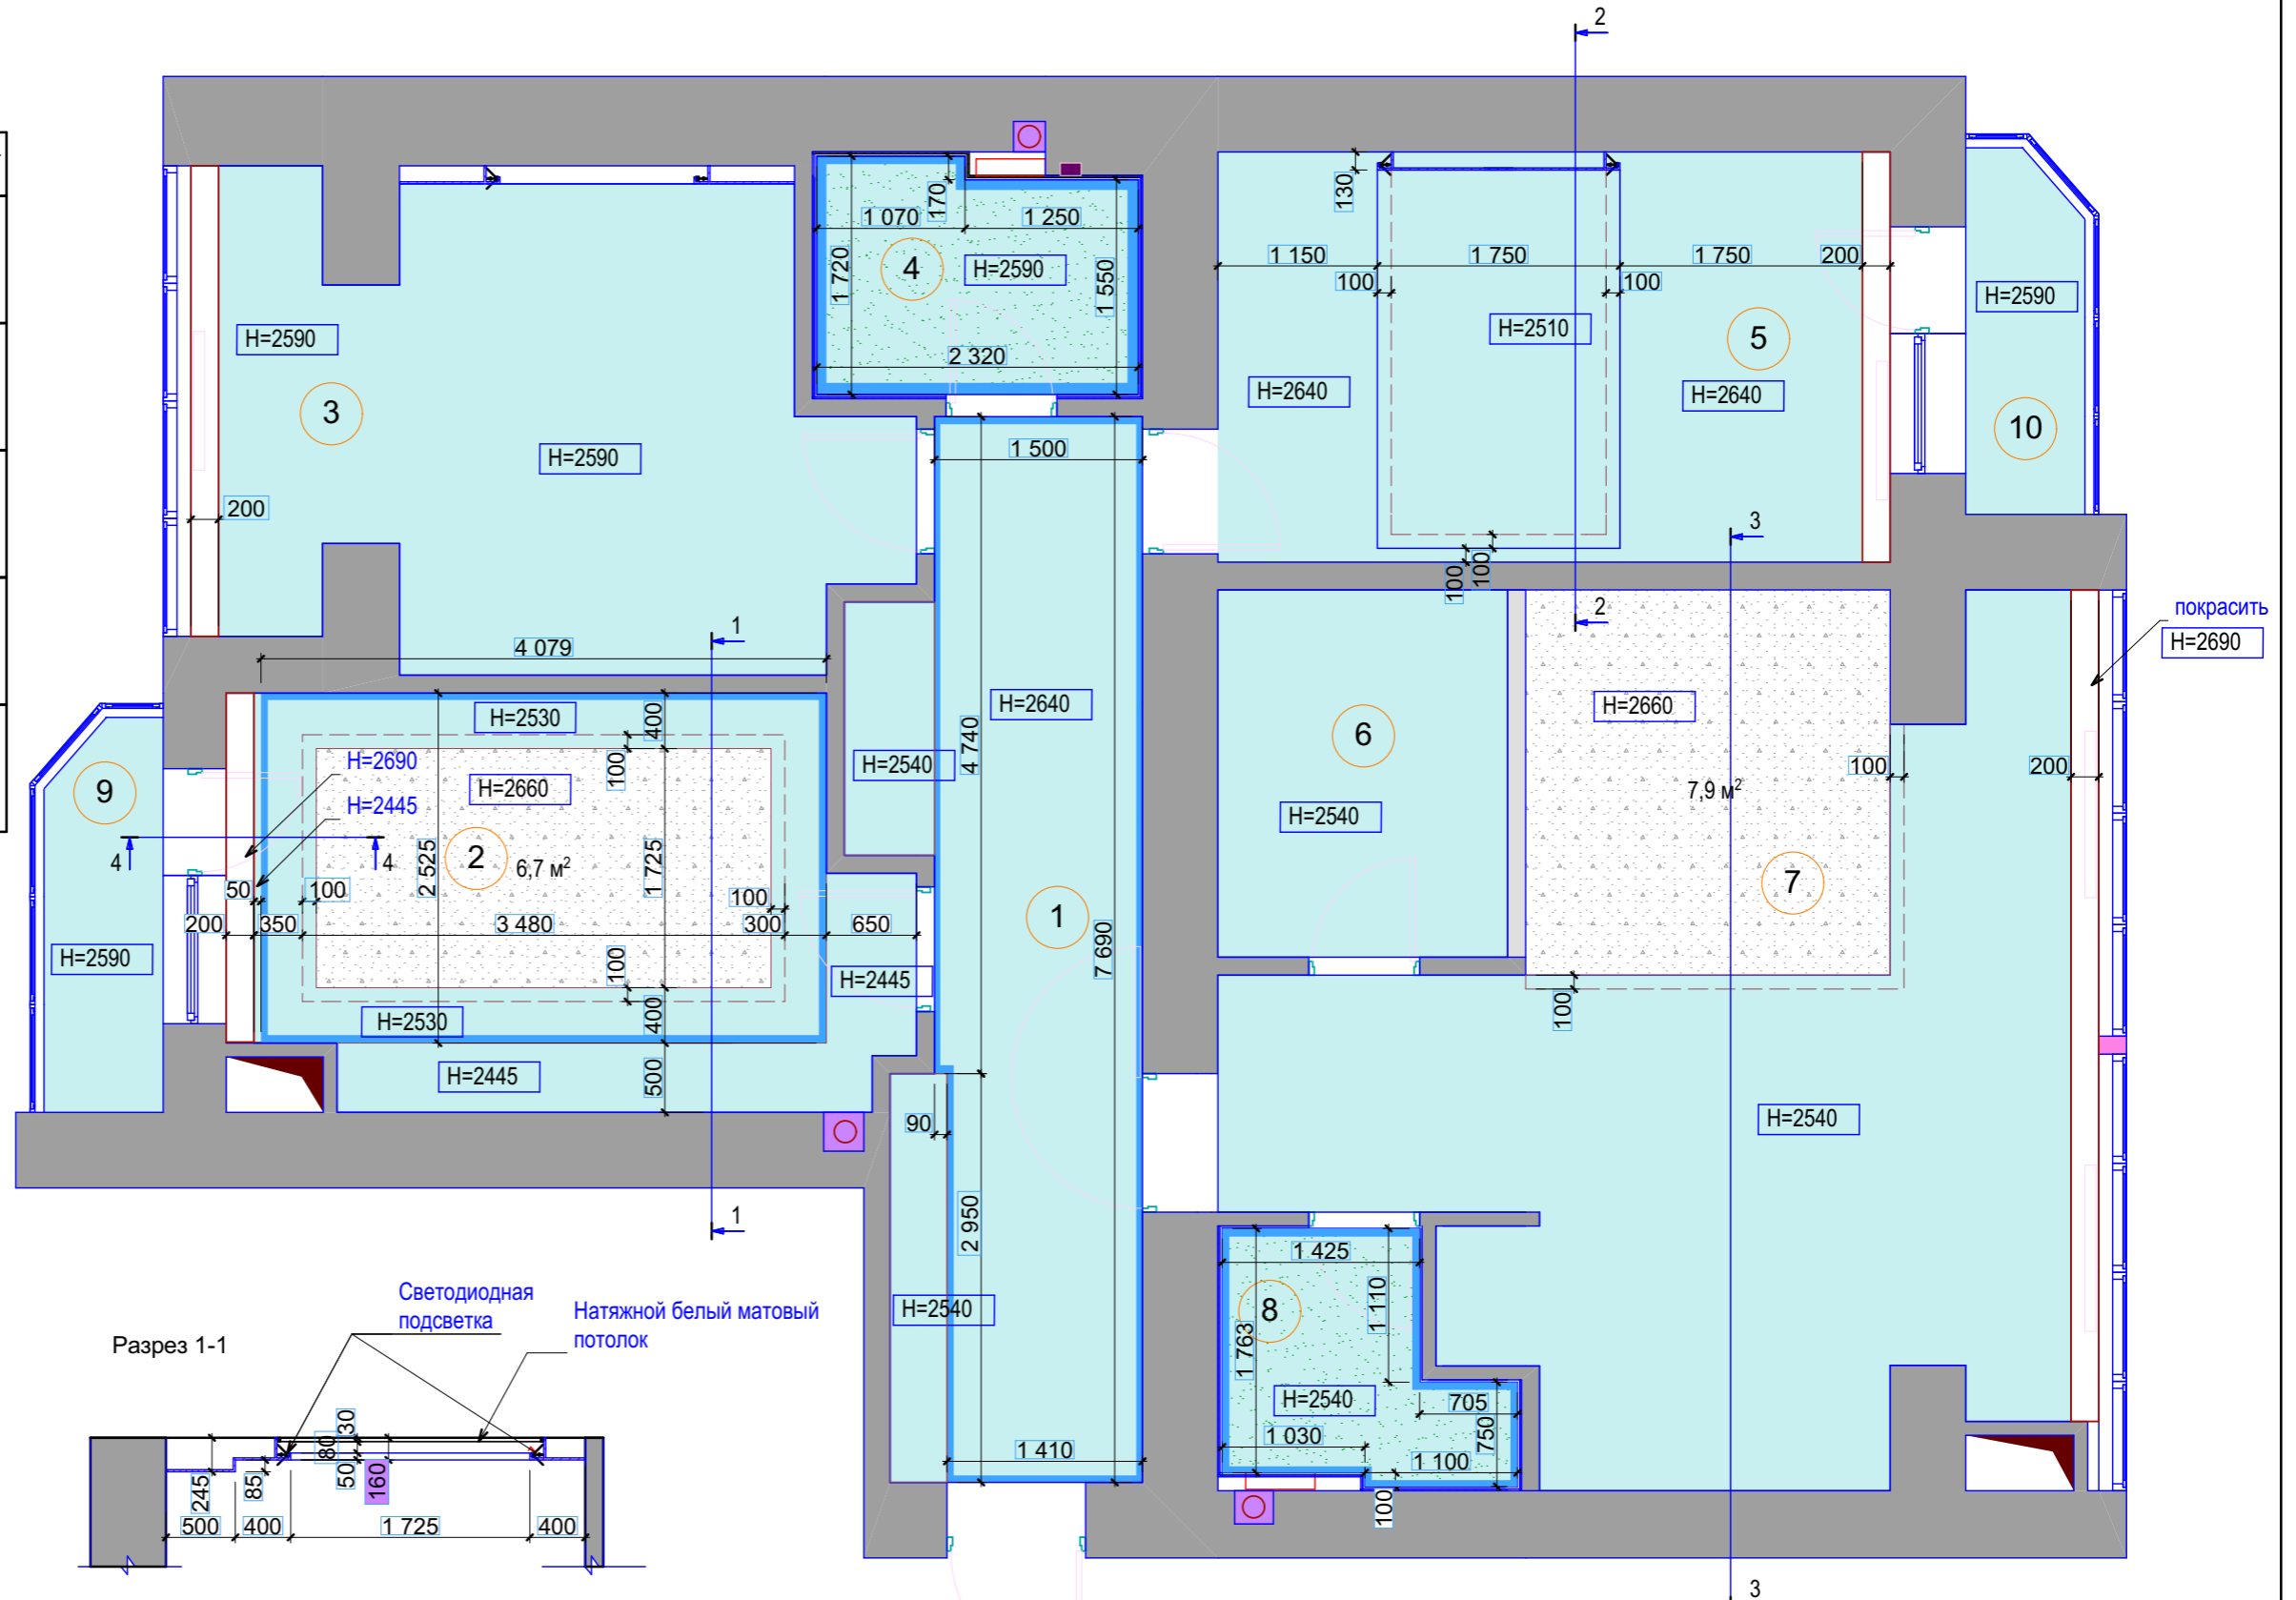 2
130
170
1 070
1 250
4
H=2590
1 720
1 550
2 320
1 150
1 750
1 750
200
100
100
H=2510
5
H=2590
H=2640
H=2640
10
H=2590
3
H=2590
200
1 500
3
100
100
2
покрасить
H=2690
1
4 079
H=2530
400
H=2690
H=2660
100
H=2445
9
4
4
2
6,7 м²
2 525
1 725
50
100
100
200
350
3 480
300
650
H=2590
100
H=2445
H=2530
400
H=2445
500
H=2540
H=2640
4 740
1
7 690
6
H=2540
H=2660
7,9 м²
100
200
7
100
H=2540
90
2 950
1
H=2540
1 410
1 425
1 110
8
1 763
H=2540
705
750
1 030
1 100
100
3
Разрез 1-1
Светодиодная
подсветка
Натяжной белый матовый
потолок
30
80
50
160
245
85
500
400
1 725
400